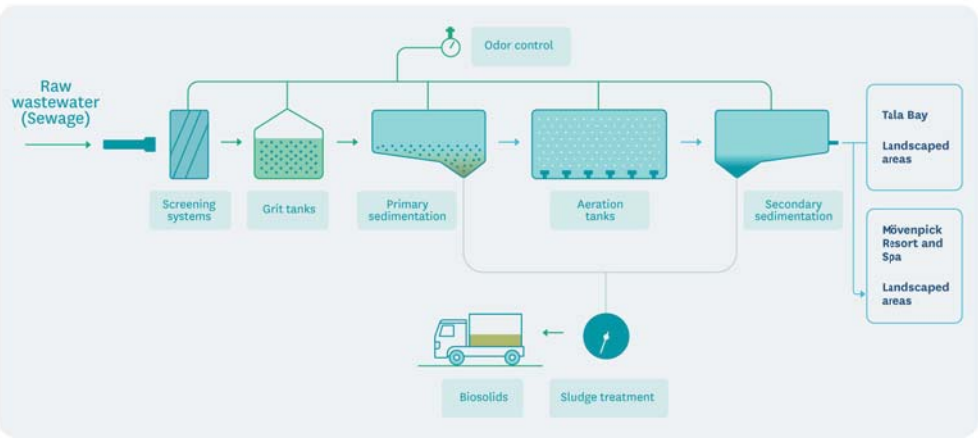 Odor control
Raw
wastewater
(Sewage)
Tala Bay
Landscaped
areas
Screening
systems
Grit tanks
Primary
sedimentation
Aeration
tanks
Secondary
sedimentation
Mövenpick
Resort and
Spa
Landscaped
areas
Biosolids
Sludge treatment